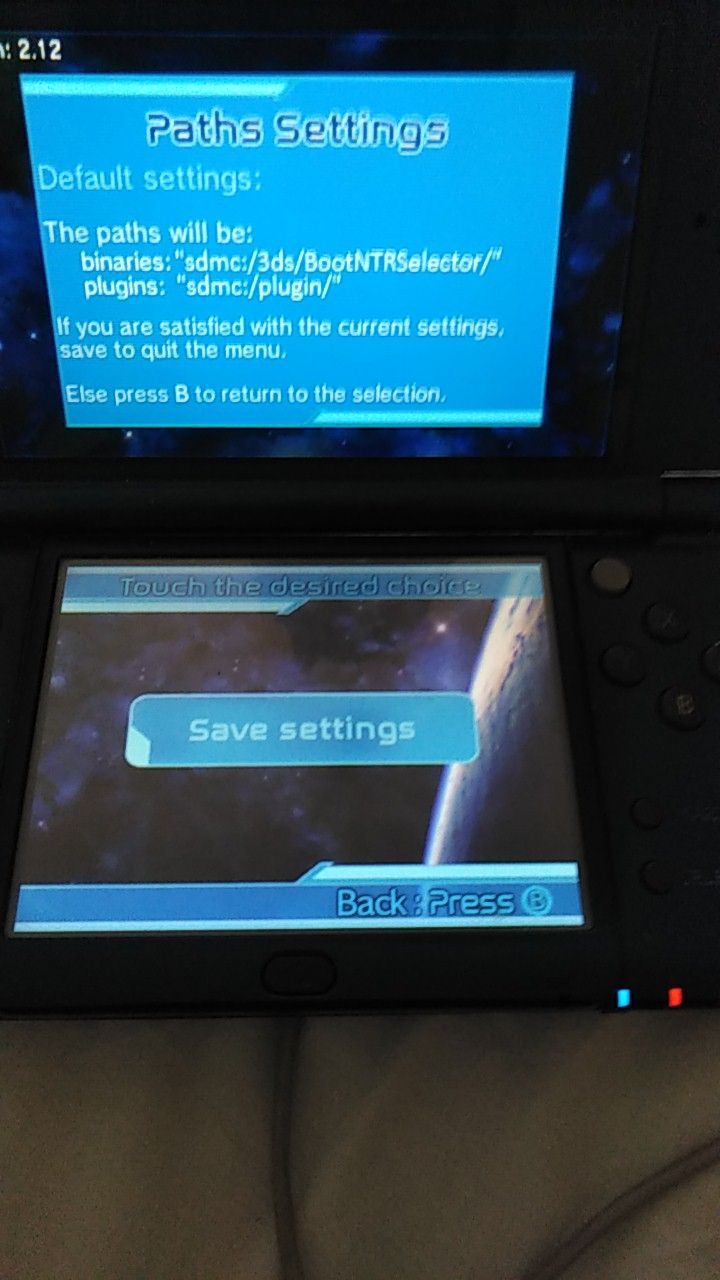 : 2.12
Paths Settings
Default settings:
The paths will be:
binaries:"sdmc:/3ds/BootNTRSelector/"
plugins: "sdmc:/plugin/"
If you are satisfied with the current settings,
save to quit the menu.
Else press B to return to the selection.
Touch the desired choice
Save settings
Back : Press B